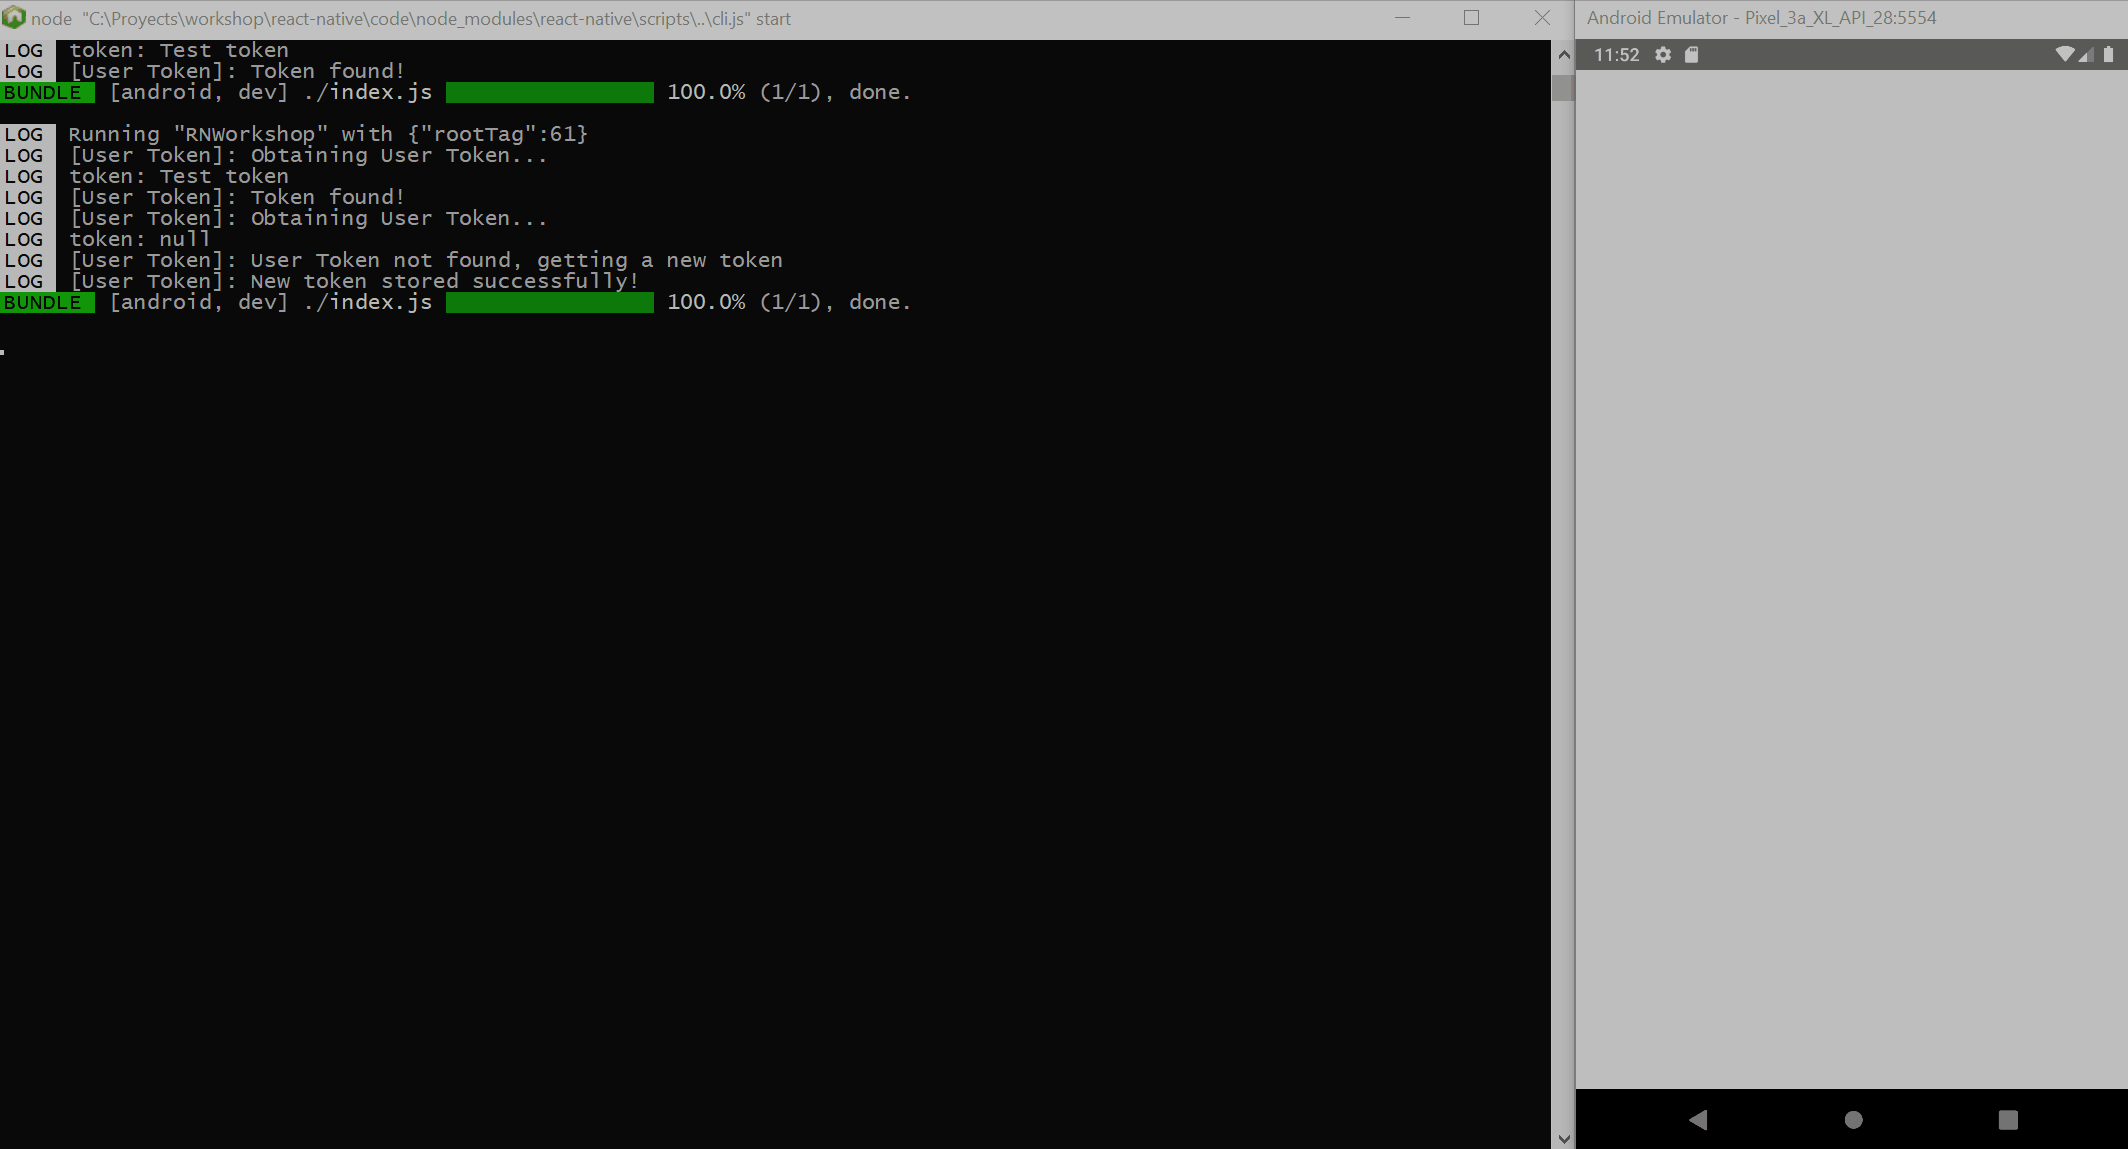 node "C:\Proyects\workshop\react-native\code\node_modules\react-native\scripts\..\cli.js" start
LOG token: Test token
LOG [User Token]: Token found!
BUNDLE [android, dev] ./index.js 100.0% (1/1), done.
LOG Running "RNWorkshop" with {"rootTag":61}
LOG [User Token]: Obtaining User Token...
LOG token: Test token
LOG [User Token]: Token found!
LOG [User Token]: Obtaining User Token...
LOG token: null
LOG [User Token]: User Token not found, getting a new token
LOG [User Token]: New token stored successfully!
BUNDLE [android, dev] ./index.js 100.0% (1/1), done.
Android Emulator - Pixel_3a_XL_API_28:5554
11:52